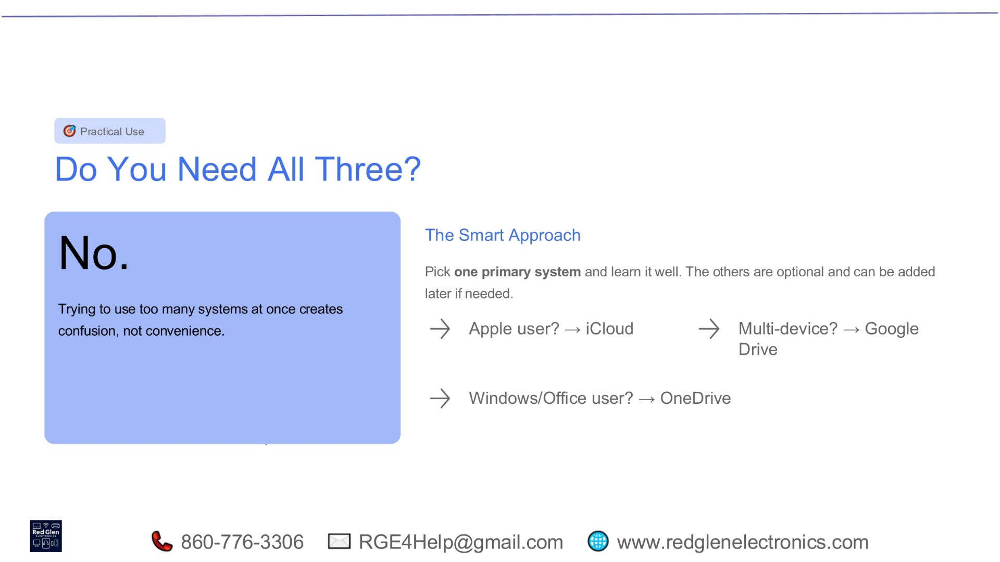 🎯 Practical Use
Do You Need All Three?
No.
Trying to use too many systems at once creates
confusion, not convenience.
The Smart Approach
Pick one primary system and learn it well. The others are optional and can be added
later if needed.
→ Apple user? → iCloud
→ Multi-device? → Google
Drive
→ Windows/Office user? → OneDrive
Red Glen
ELECTRONICS
860-776-3306
RGE4Help@gmail.com
www.redglenelectronics.com